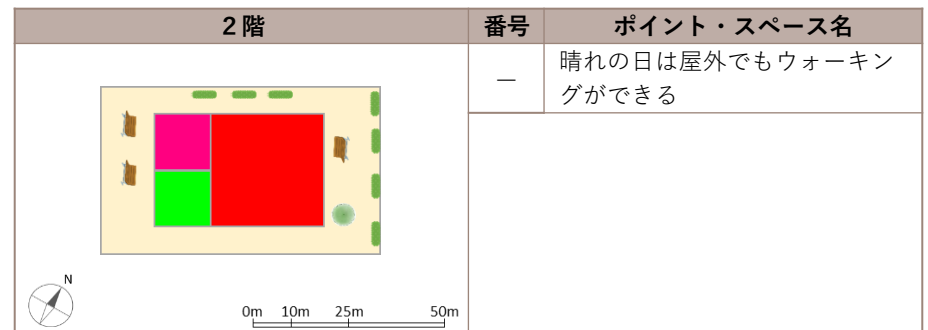 ２階 番号 ポイント・スペース名
― 晴れの日は屋外でもウォーキン
グができる
N
0m 10m 25m 50m